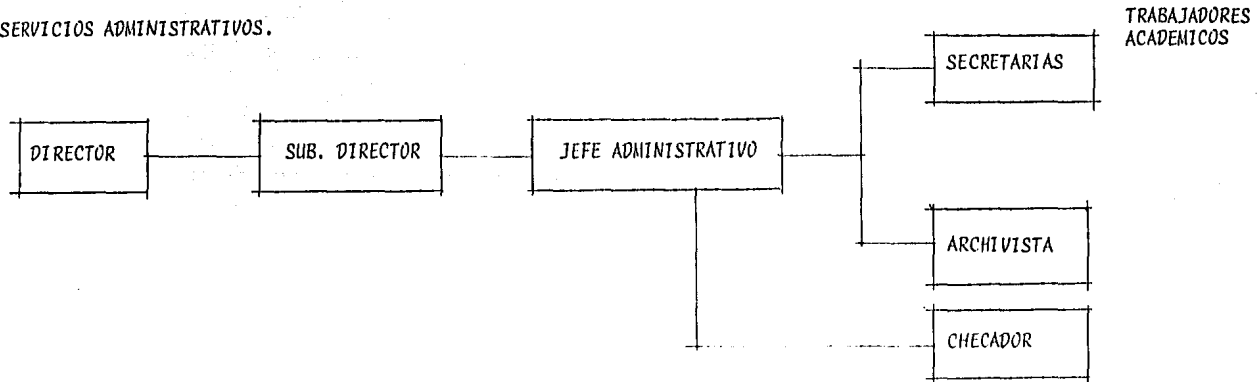 SERVICIOS ADMINISTRATIVOS.
TRABAJADORES
ACADEMICOS
SECRETARIAS
DIRECTOR
SUB. DIRECTOR
JEFE ADMINISTRATIVO
ARCHIVISTA
CHECADOR